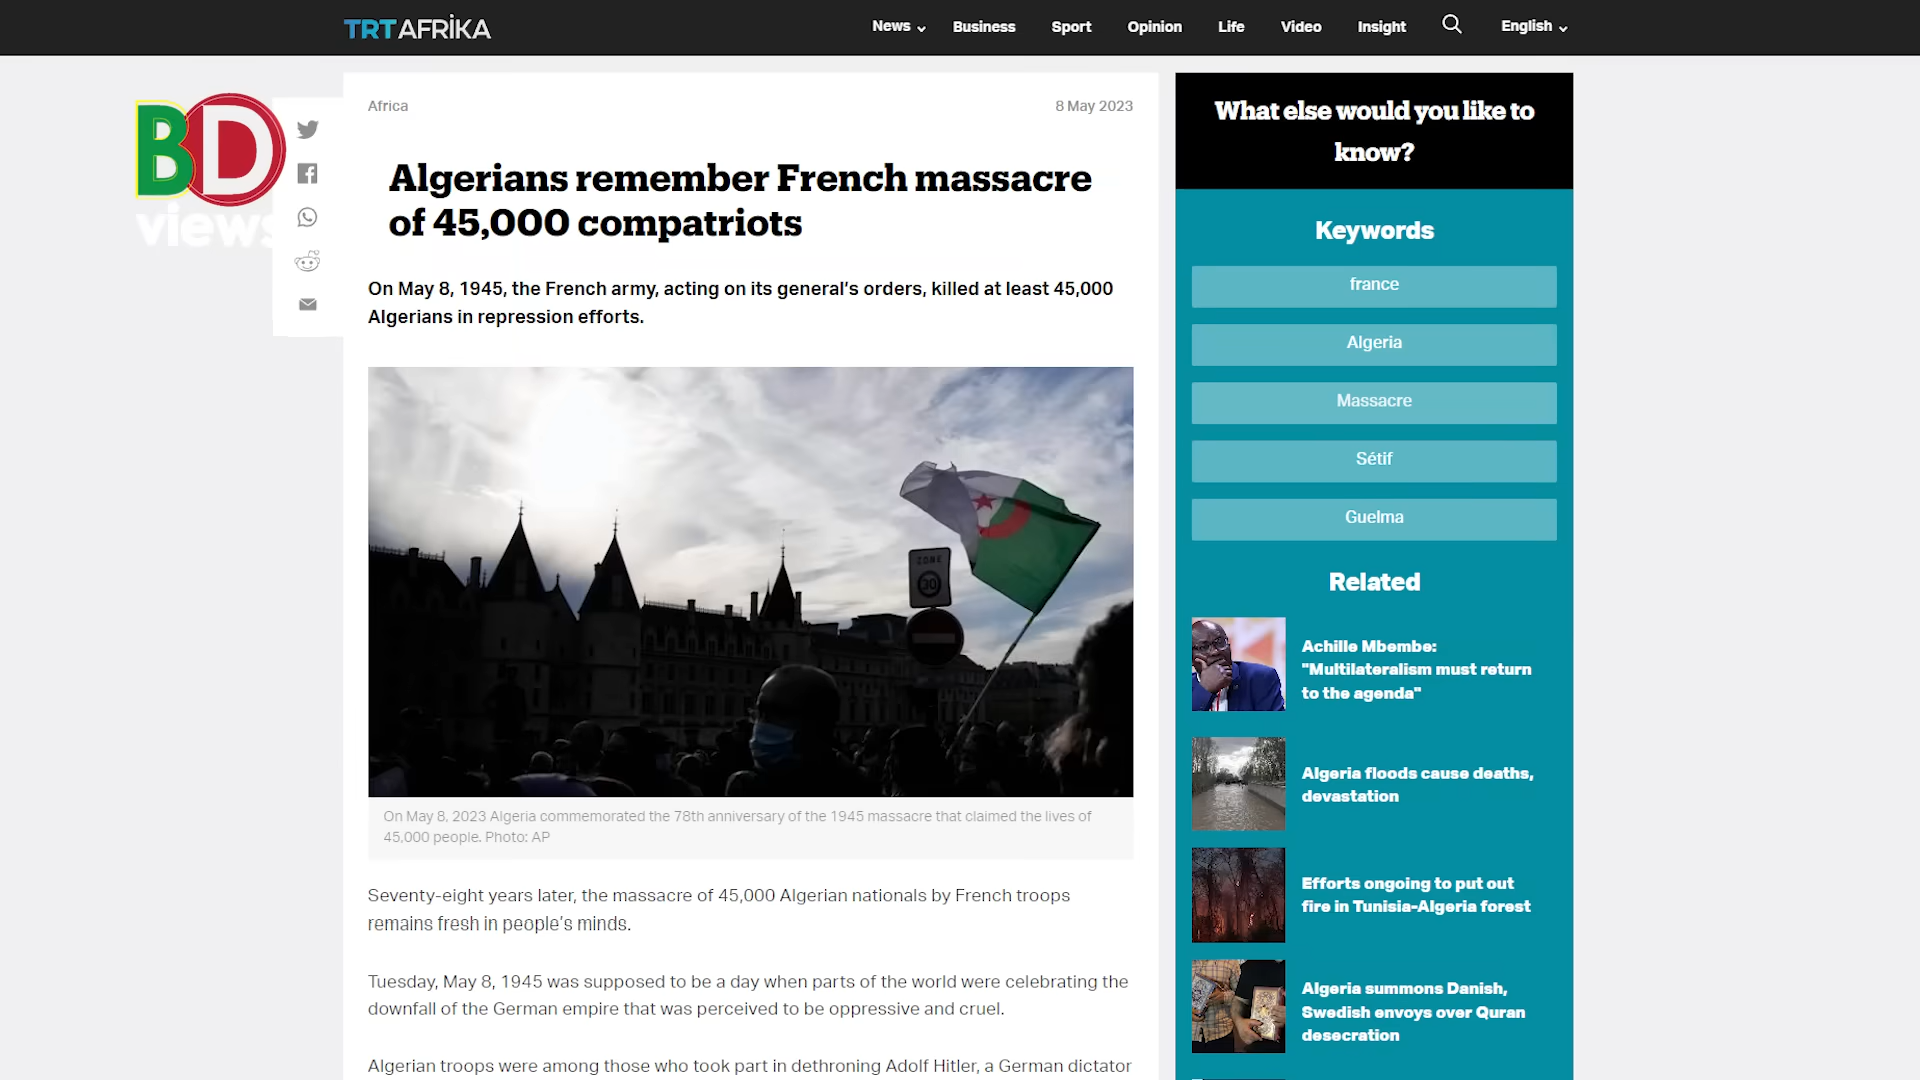 TRT AFRİKA
News
Business
Sport
Opinion
Life
Video
Insight
English
BD
views
Africa
8 May 2023
Algerians remember French massacre
of 45,000 compatriots
On May 8, 1945, the French army, acting on its general's orders, killed at least 45,000
Algerians in repression efforts.
ZONE
30
On May 8, 2023 Algeria commemorated the 78th anniversary of the 1945 massacre that claimed the lives of
45,000 people. Photo: AP
Seventy-eight years later, the massacre of 45,000 Algerian nationals by French troops
remains fresh in people's minds.
Tuesday, May 8, 1945 was supposed to be a day when parts of the world were celebrating the
downfall of the German empire that was perceived to be oppressive and cruel.
Algerian troops were among those who took part in dethroning Adolf Hitler, a German dictator
What else would you like to
know?
Keywords
france
Algeria
Massacre
Sétif
Guelma
Related
Achille Mbembe:
"Multilateralism must return
to the agenda"
Algeria floods cause deaths,
devastation
Efforts ongoing to put out
fire in Tunisia-Algeria forest
Algeria summons Danish,
Swedish envoys over Quran
desecration